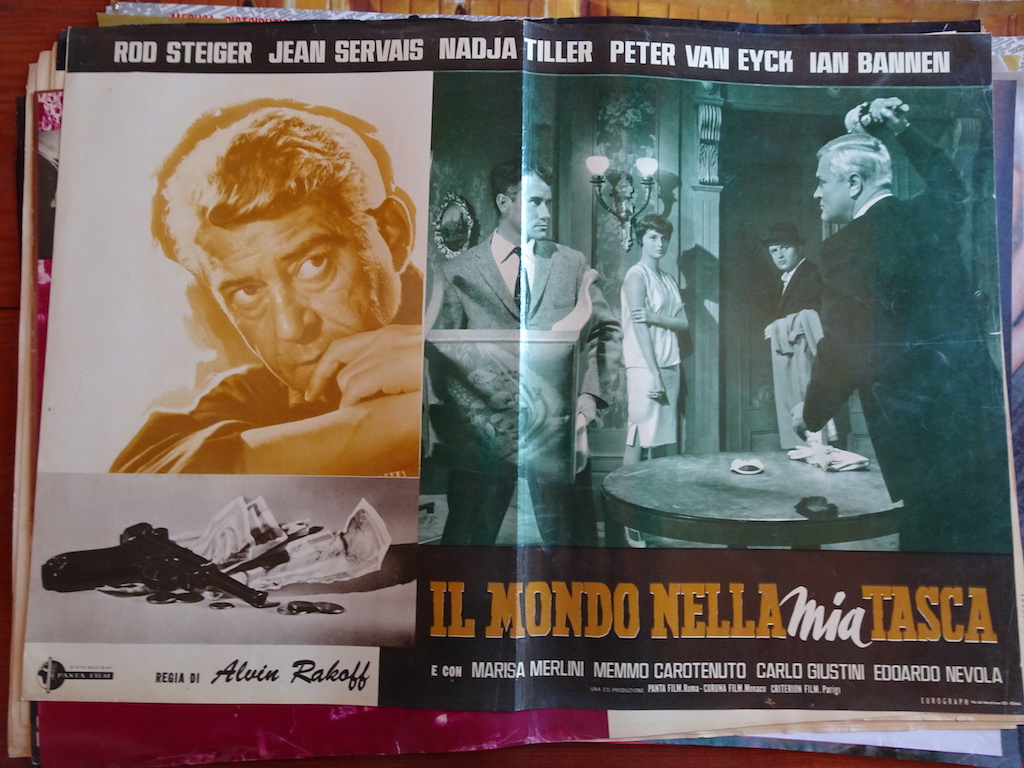 ROD STEIGER JEAN SERVAIS NADJA TILLER PETER VAN EYCK IAN BANNEN
IL MONDO NELLA mia TASCA
E CON MARISA MERLINI MEMMO CAROTENUTO CARLO GIUSTINI EDOARDO NEVOLA
UNA CO-PRODUZIONE PANTA FILM.Roma - CORONA FILM.Monaco CRITERION FILM. Parigi
PANTA FILM
REGIA DI Alvin Rakoff
EUROGRAPH